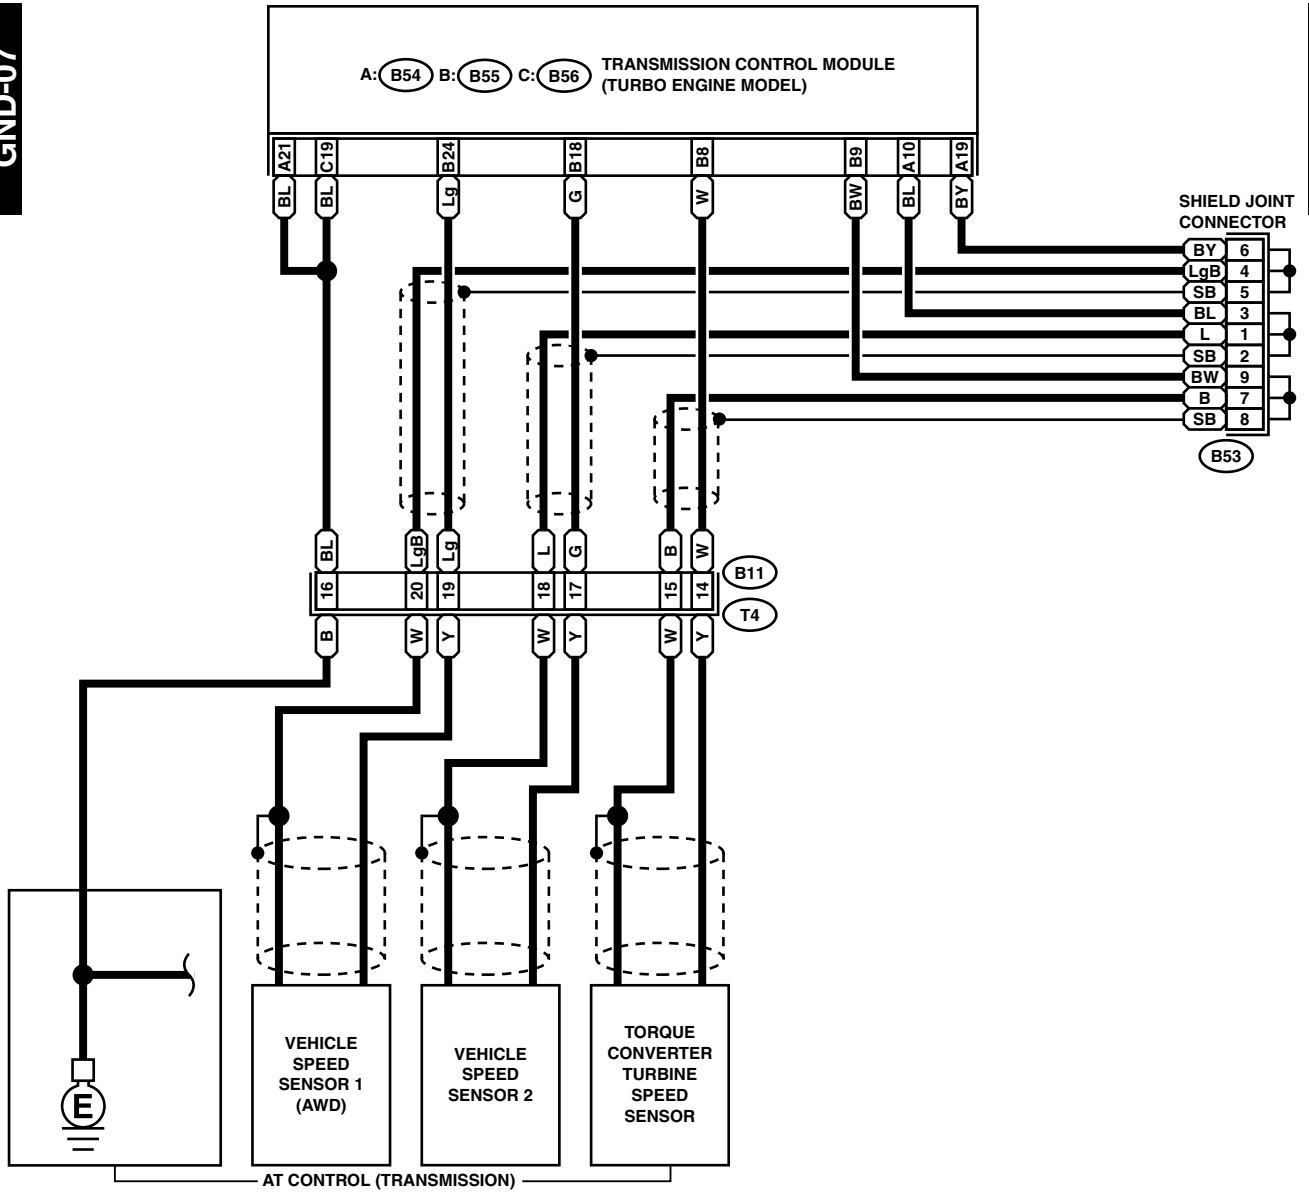 GND-07
A: B54 B: B55 C: B56 TRANSMISSION CONTROL MODULE
(TURBO ENGINE MODEL)
A21 C19 B24 B18 B8 B9 A10 A19
BL BL Lg G W BW BL BY
SHIELD JOINT
CONNECTOR
BY 6
LgB 4
SB 5
BL 3
L 1
SB 2
BW 9
B 7
SB 8
B53
BL LgB Lg L G B W
B11
16 20 19 18 17 15 14
T4
B W Y W Y W Y
E
VEHICLE
SPEED
SENSOR 1
(AWD)
VEHICLE
SPEED
SENSOR 2
TORQUE
CONVERTER
TURBINE
SPEED
SENSOR
AT CONTROL (TRANSMISSION)